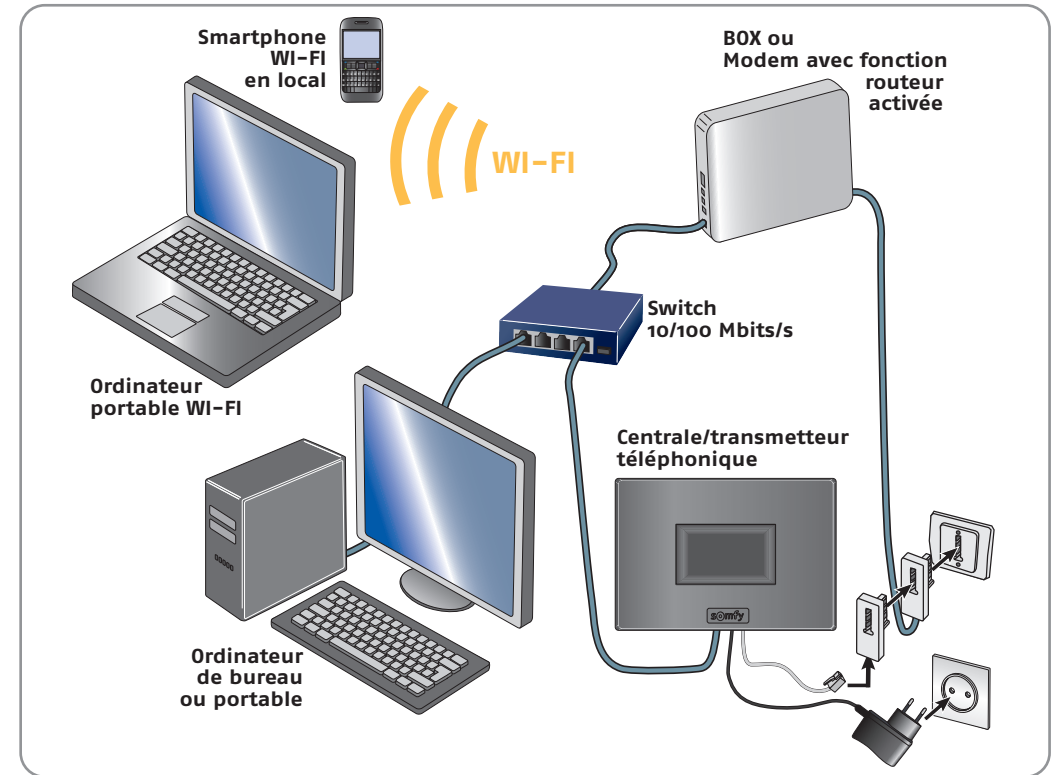 Smartphone
WI-FI
en local
BOX ou
Modem avec fonction
routeur
activée
WI-FI
Switch
10/100 Mbits/s
Ordinateur
portable WI-FI
Centrale/transmetteur
téléphonique
somfy
Ordinateur
de bureau
ou portable